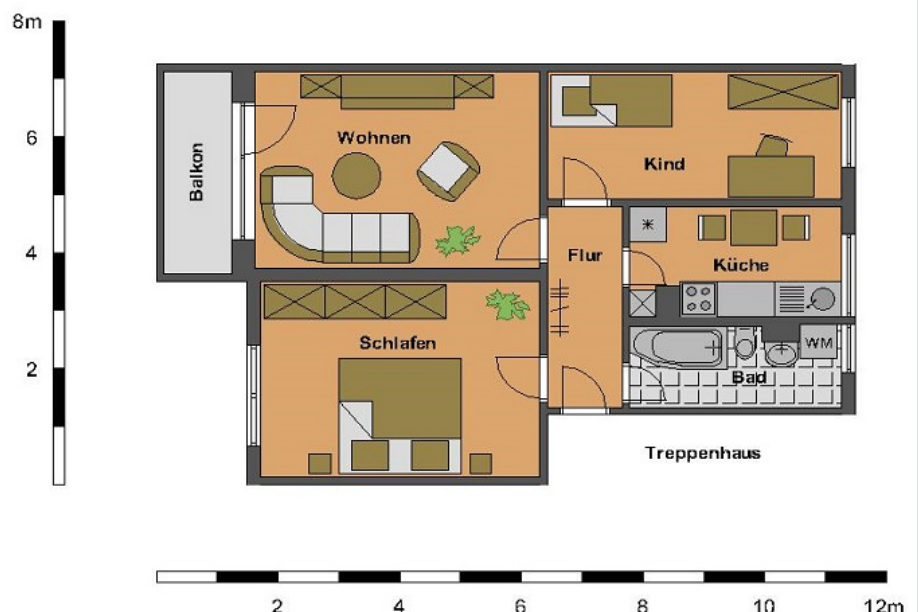 8m
6
4
2
Balkon
Wohnen
Kind
Flur
Küche
*
Schlafen
WM
Bad
Treppenhaus
2
4
6
8
10
12m